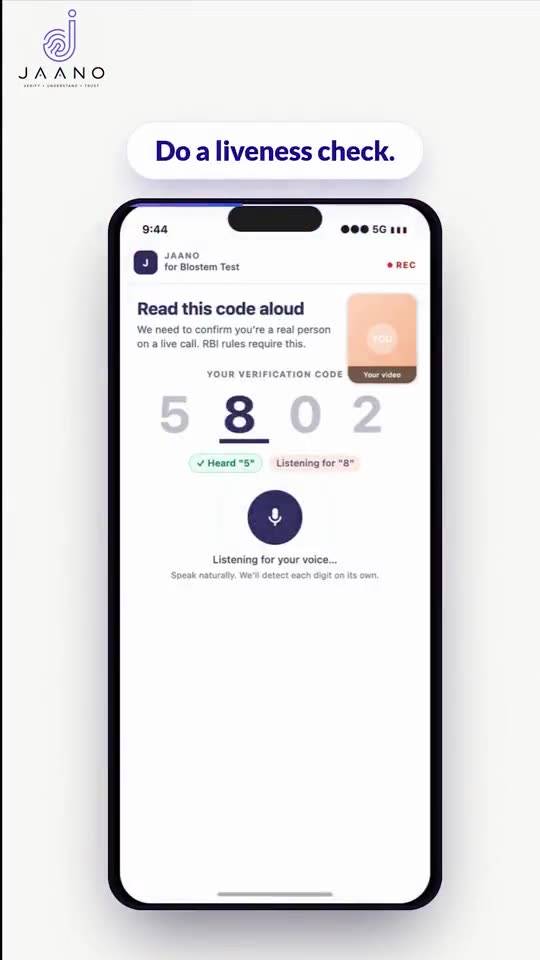 JAANO
VERIFY • UNDERSTAND • TRUST
Do a liveness check.
9:44
5G
J
JAANO
for Blostem Test
REC
Read this code aloud
We need to confirm you're a real person
on a live call. RBI rules require this.
YOU
Your video
YOUR VERIFICATION CODE
5 8 0 2
✓ Heard "5" Listening for "8"
Listening for your voice...
Speak naturally. We'll detect each digit on its own.